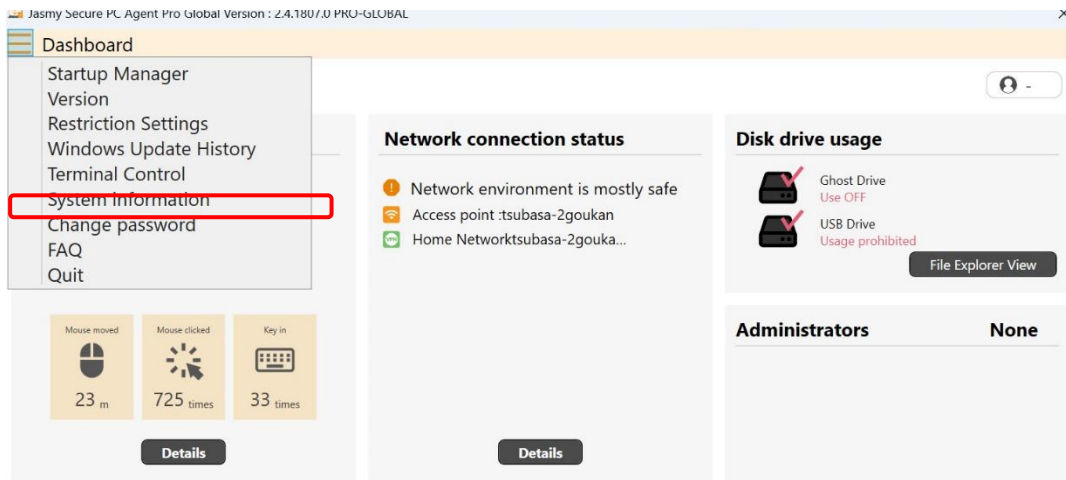 Jasmy Secure PC Agent Pro Global Version : 2.4.1807.0 PRO-GLOBAL
Dashboard
Startup Manager
Version
Restriction Settings
Windows Update History
Terminal Control
System Information
Change password
FAQ
Quit
-
Mouse moved
23 m
Mouse clicked
725 times
Key in
33 times
Details
Network connection status
Network environment is mostly safe
Access point :tsubasa-2goukan
Home Networktsubasa-2gouka...
Details
Disk drive usage
Ghost Drive
Use OFF
USB Drive
Usage prohibited
File Explorer View
Administrators None